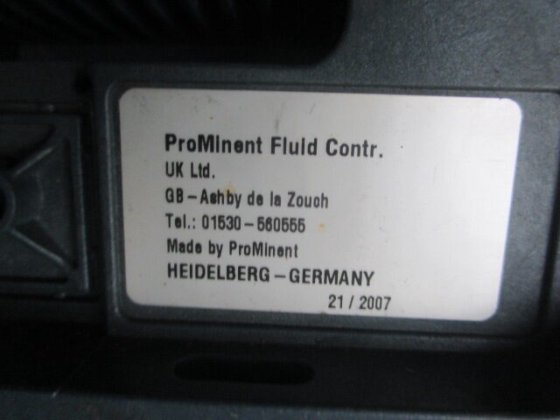 ProMinent Fluid Contr.
UK Ltd.
GB – Ashby de la Zouch
Tel.: 01530 – 560555
Made by ProMinent
HEIDELBERG – GERMANY
21 / 2007